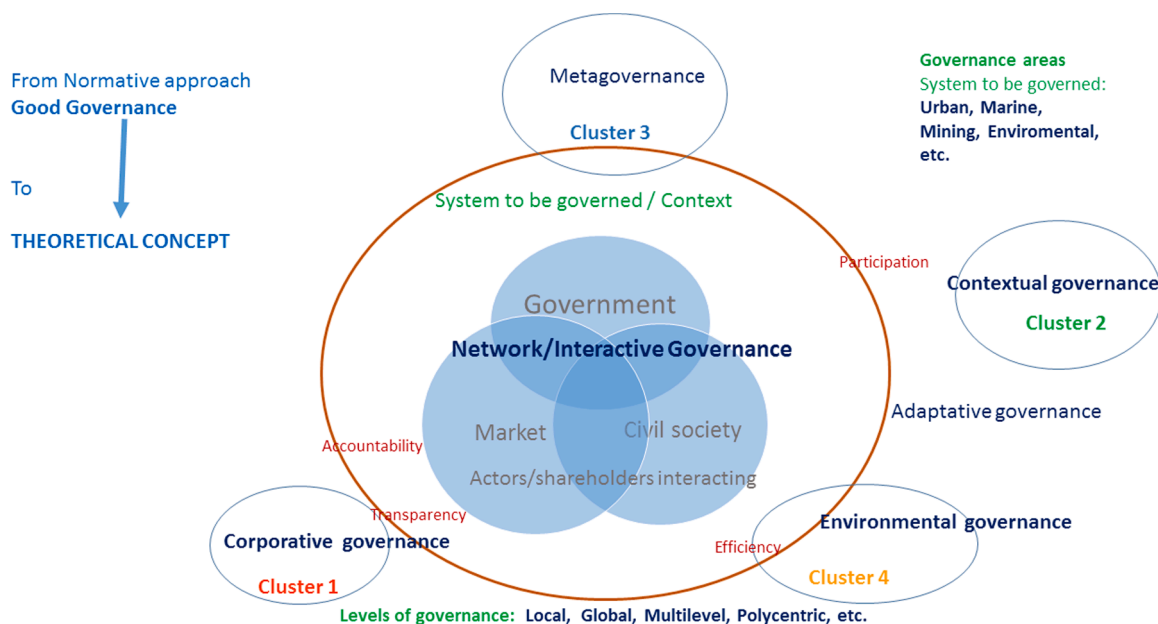 From Normative approach
Good Governance
To
THEORETICAL CONCEPT
Metagovernance
Cluster 3
Governance areas
System to be governed:
Urban, Marine,
Mining, Enviromental,
etc.
System to be governed / Context
Participation
Contextual governance
Cluster 2
Government
Network/Interactive Governance
Adaptative governance
Market
Civil society
Accountability
Actors/shareholders interacting
Transparency
Corporative governance
Cluster 1
Efficiency
Environmental governance
Cluster 4
Levels of governance: Local, Global, Multilevel, Polycentric, etc.